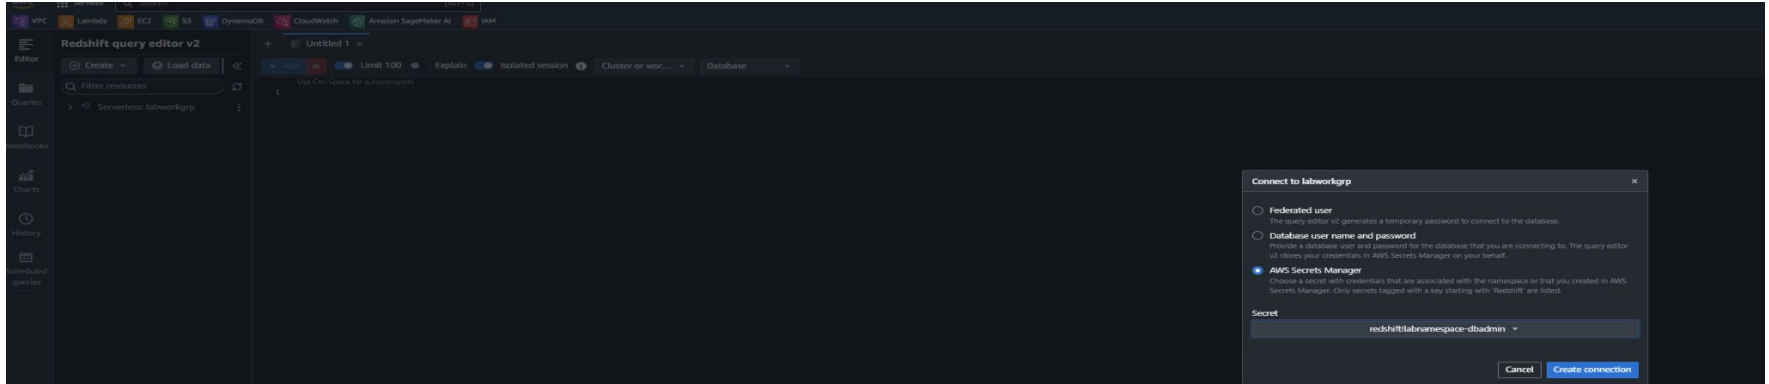 Services
Search
[Alt+S]
VPC Lambda EC2 S3 DynamoDB CloudWatch Amazon SageMaker AI IAM
Editor
Queries
Notebooks
Charts
History
Scheduled
queries
Redshift query editor v2
Create Load data
Filter resources
Serverless: labworkgrp
+ Untitled 1 ×
Run Limit 100 Explain Isolated session Cluster or wor... Database
Use Ctrl-Space for autocomplete
1
Connect to labworkgrp ×
Federated user
The query editor v2 generates a temporary password to connect to the database.
Database user name and password
Provide a database user and password for the database that you are connecting to. The query editor
v2 stores your credentials in AWS Secrets Manager on your behalf.
AWS Secrets Manager
Choose a secret with credentials that are associated with the namespace or that you created in AWS
Secrets Manager. Only secrets tagged with a key starting with 'Redshift' are listed.
Secret
redshift!labnamespace-dbadmin
Cancel Create connection